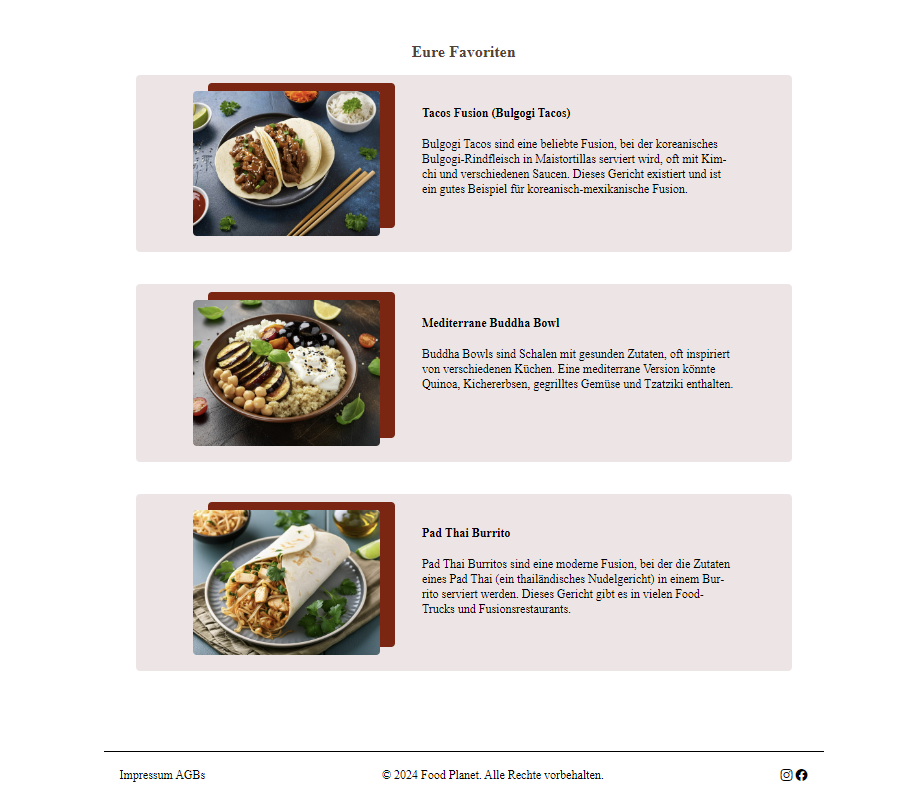 Eure Favoriten
Tacos Fusion (Bulgogi Tacos)
Bulgogi Tacos sind eine beliebte Fusion, bei der koreanisches
Bulgogi-Rindfleisch in Maistortillas serviert wird, oft mit Kim-
chi und verschiedenen Saucen. Dieses Gericht existiert und ist
ein gutes Beispiel für koreanisch-mexikanische Fusion.
Mediterrane Buddha Bowl
Buddha Bowls sind Schalen mit gesunden Zutaten, oft inspiriert
von verschiedenen Küchen. Eine mediterrane Version könnte
Quinoa, Kichererbsen, gegrilltes Gemüse und Tzatziki enthalten.
Pad Thai Burrito
Pad Thai Burritos sind eine moderne Fusion, bei der die Zutaten
eines Pad Thai (ein thailändisches Nudelgericht) in einem Bur-
rito serviert werden. Dieses Gericht gibt es in vielen Food-
Trucks und Fusionsrestaurants.
Impressum AGBs
© 2024 Food Planet. Alle Rechte vorbehalten.